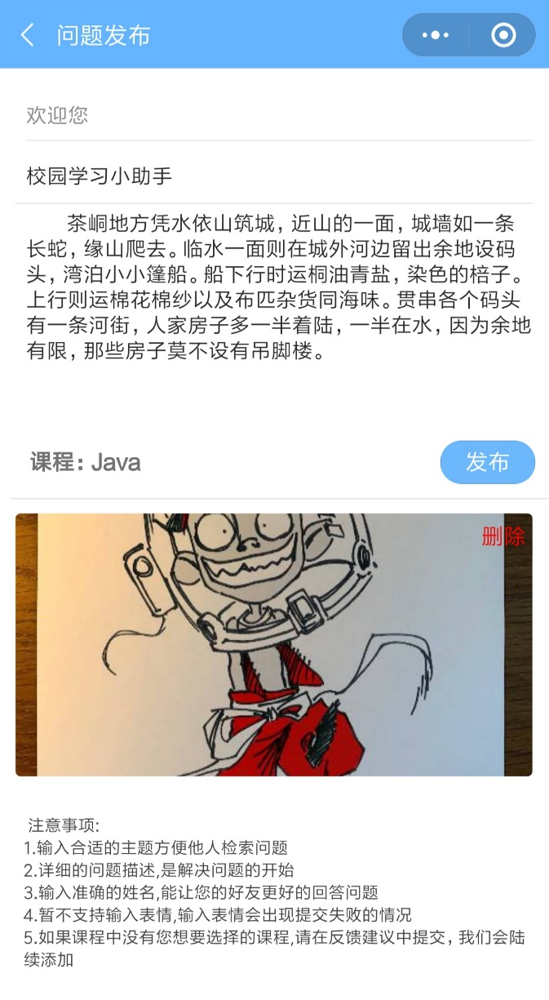 问题发布
欢迎您
校园学习小助手
茶峒地方凭水依山筑城，近山的一面，城墙如一条
长蛇，缘山爬去。临水一面则在城外河边留出余地设码
头，湾泊小小篷船。船下行时运桐油青盐，染色的棓子。
上行则运棉花棉纱以及布匹杂货同海味。贯串各个码头
有一条河街，人家房子多一半着陆，一半在水，因为余地
有限，那些房子莫不设有吊脚楼。
课程：Java
发布
删除
注意事项:
1.输入合适的主题方便他人检索问题
2.详细的问题描述,是解决问题的开始
3.输入准确的姓名,能让您的好友更好的回答问题
4.暂不支持输入表情,输入表情会出现提交失败的情况
5.如果课程中没有您想要选择的课程,请在反馈建议中提交，我们会陆
续添加